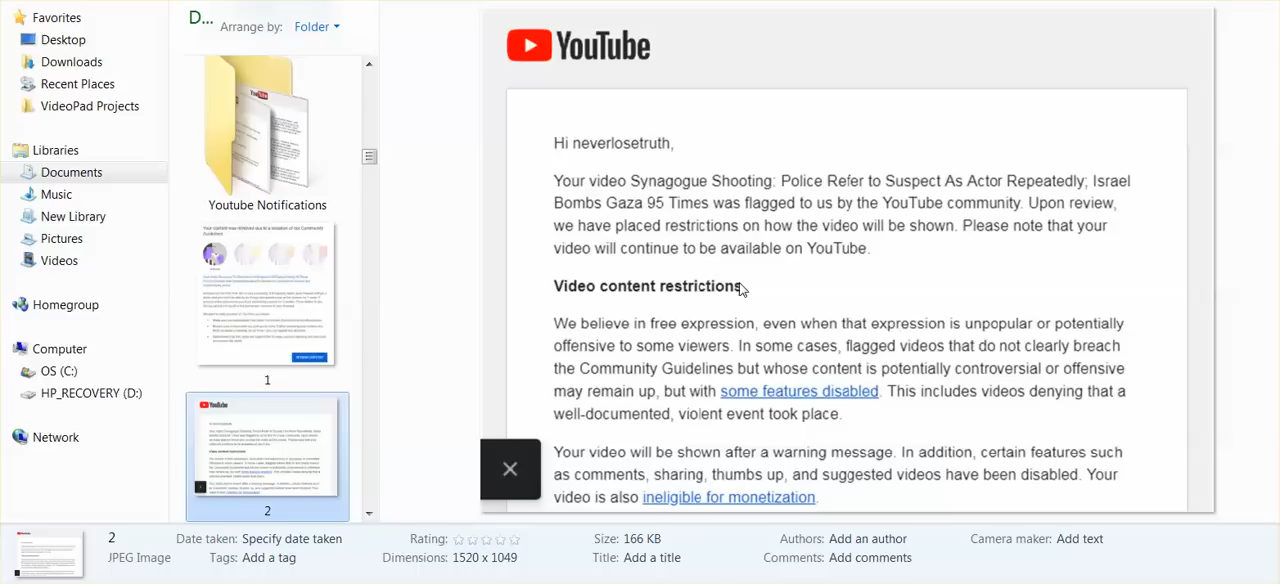 Favorites
Desktop
Downloads
Recent Places
VideoPad Projects
Libraries
Documents
Music
New Library
Pictures
Videos
Homegroup
Computer
OS (C:)
HP_RECOVERY (D:)
Network
D... Arrange by: Folder
Youtube Notifications
1
2
YouTube
Hi neverlosetruth,
Your video Synagogue Shooting: Police Refer to Suspect As Actor Repeatedly; Israel
Bombs Gaza 95 Times was flagged to us by the YouTube community. Upon review,
we have placed restrictions on how the video will be shown. Please note that your
video will continue to be available on YouTube.
Video content restrictions
We believe in free expression, even when that expression is unpopular or potentially
offensive to some viewers. In some cases, flagged videos that do not clearly breach
the Community Guidelines but whose content is potentially controversial or offensive
may remain up, but with some features disabled. This includes videos denying that a
well-documented, violent event took place.
Your video will be shown after a warning message. In addition, certain features such
as comments, sharing, thumbs up, and suggested videos have been disabled. Your
video is also ineligible for monetization.
2 Date taken: Specify date taken Rating: Size: 166 KB Authors: Add an author Camera maker: Add text
JPEG Image Tags: Add a tag Dimensions: 1520 x 1049 Title: Add a title Comments: Add comments